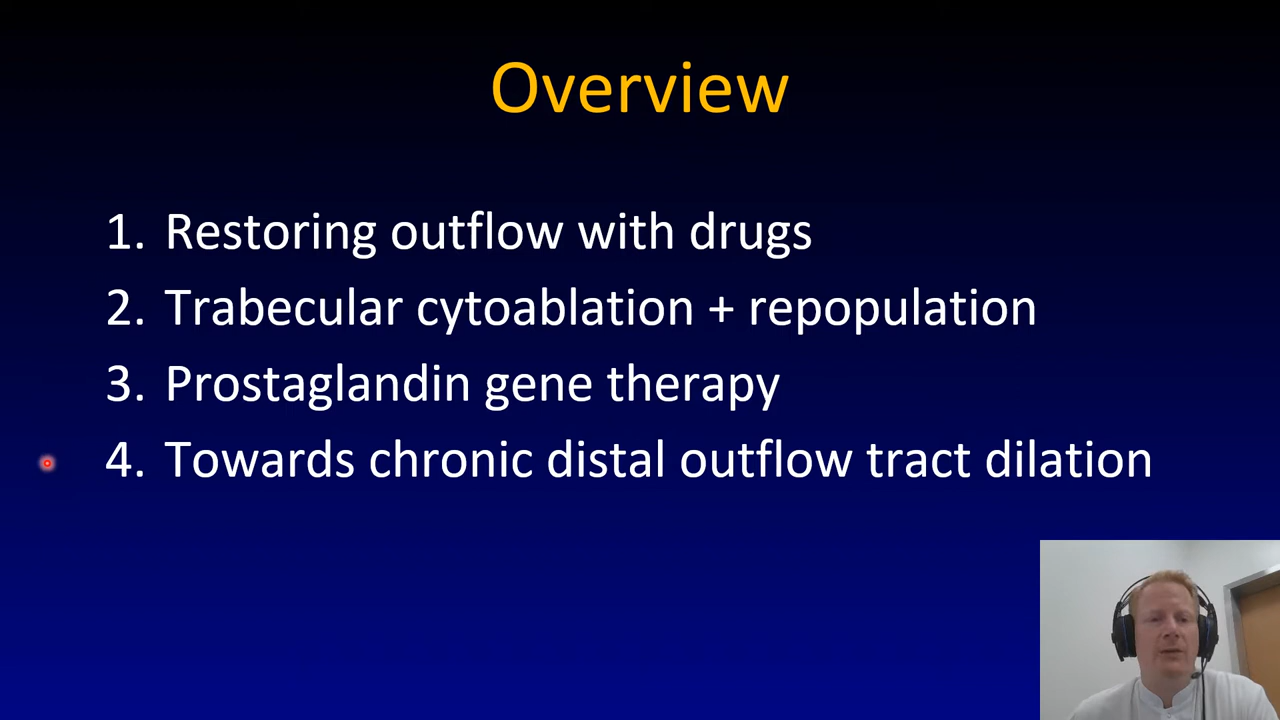 Overview
1. Restoring outflow with drugs
2. Trabecular cytoablation + repopulation
3. Prostaglandin gene therapy
4. Towards chronic distal outflow tract dilation